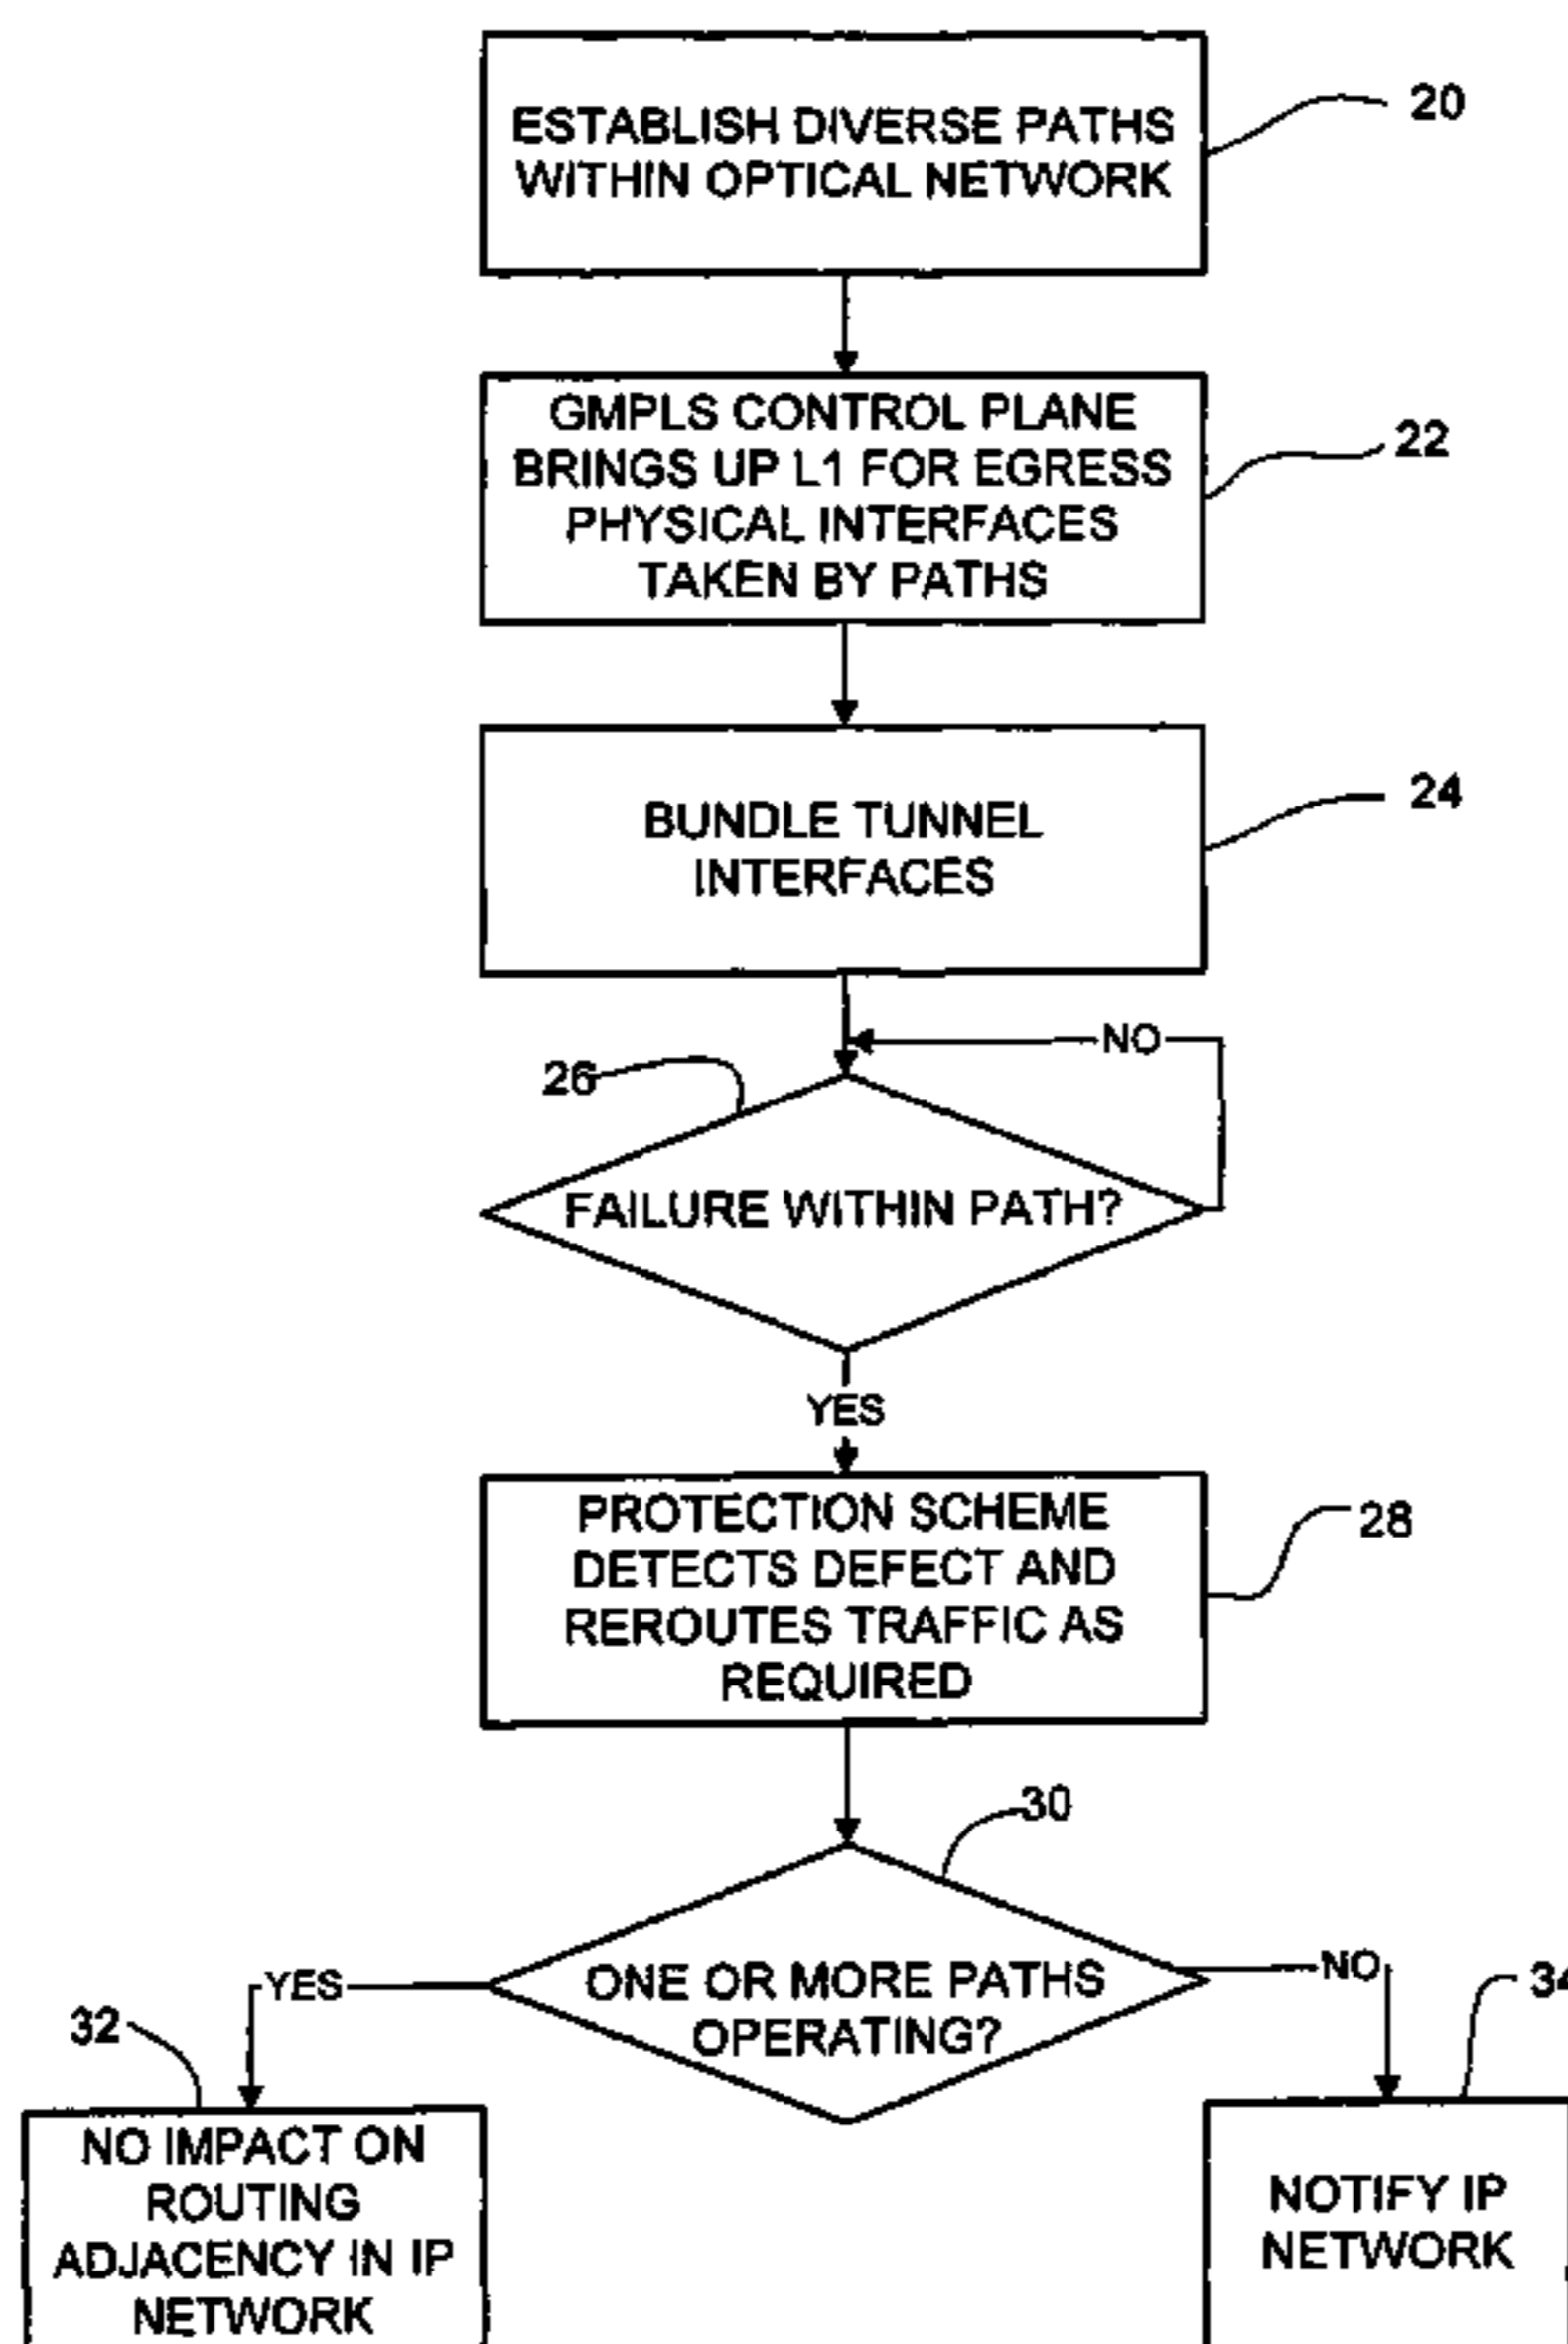 ESTABLISH DIVERSE PATHS
WITHIN OPTICAL NETWORK
20
GMPLS CONTROL PLANE
BRINGS UP L1 FOR EGRESS
PHYSICAL INTERFACES
TAKEN BY PATHS
22
BUNDLE TUNNEL
INTERFACES
24
NO
26
FAILURE WITHIN PATH?
YES
PROTECTION SCHEME
DETECTS DEFECT AND
REROUTES TRAFFIC AS
REQUIRED
28
30
ONE OR MORE PATHS
OPERATING?
YES
NO
32
34
NO IMPACT ON
ROUTING
ADJACENCY IN IP
NETWORK
NOTIFY IP
NETWORK